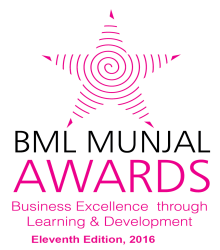 BML MUNJAL
AWARDS
Business Excellence through
Learning & Development
Eleventh Edition, 2016